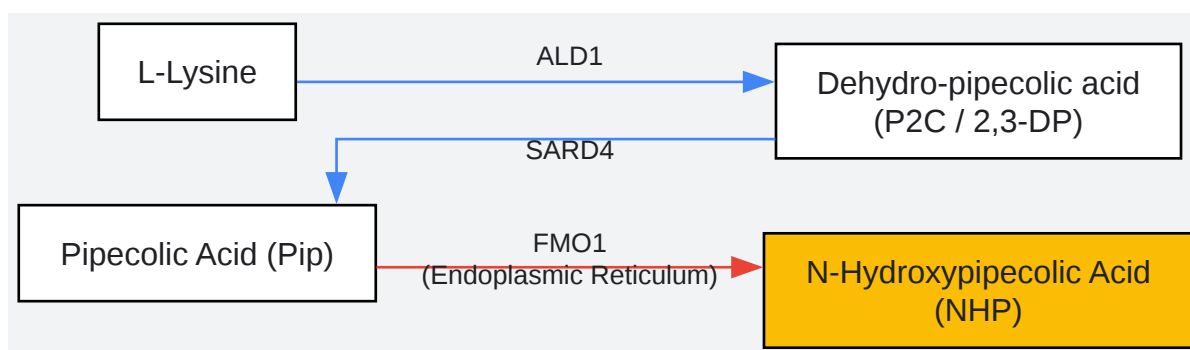 L-Lysine
ALD1
Dehydro-pipecolic acid
(P2C / 2,3-DP)
SARD4
Pipecolic Acid (Pip)
FMO1
(Endoplasmic Reticulum)
N-Hydroxypipecolic Acid
(NHP)